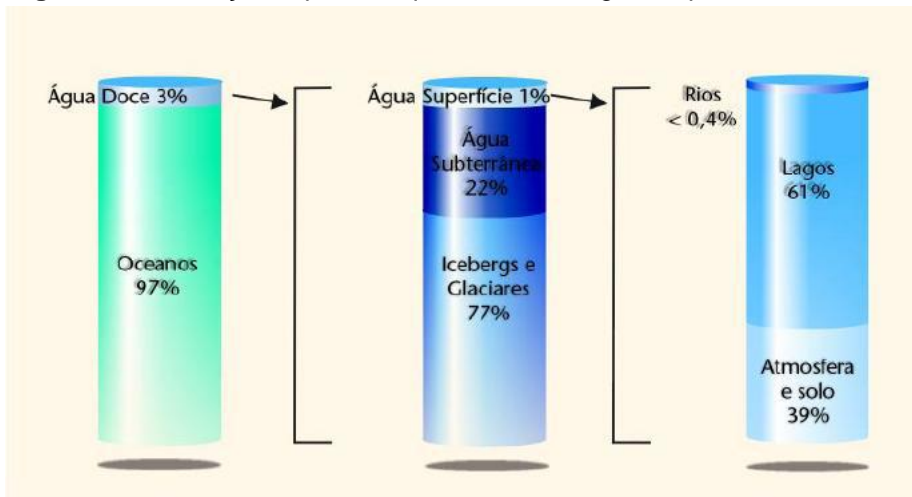 Água Doce 3%
Oceanos
97%
Água Superfície 1%
Água
Subterrânea
22%
Icebergs e
Glaciares
77%
Rios
< 0,4%
Lagos
61%
Atmosfera
e solo
39%